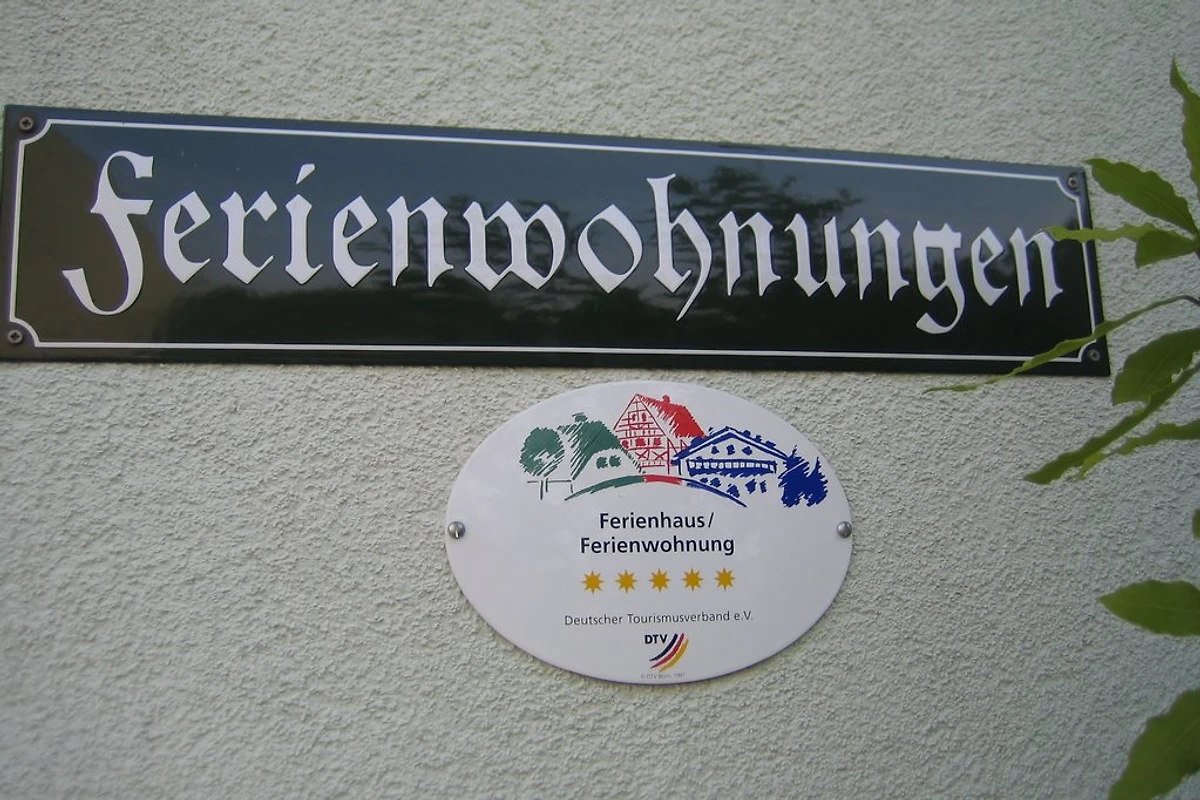 Ferienwohnungen
Ferienhaus/
Ferienwohnung
Deutscher Tourismusverband e.V.
DTV